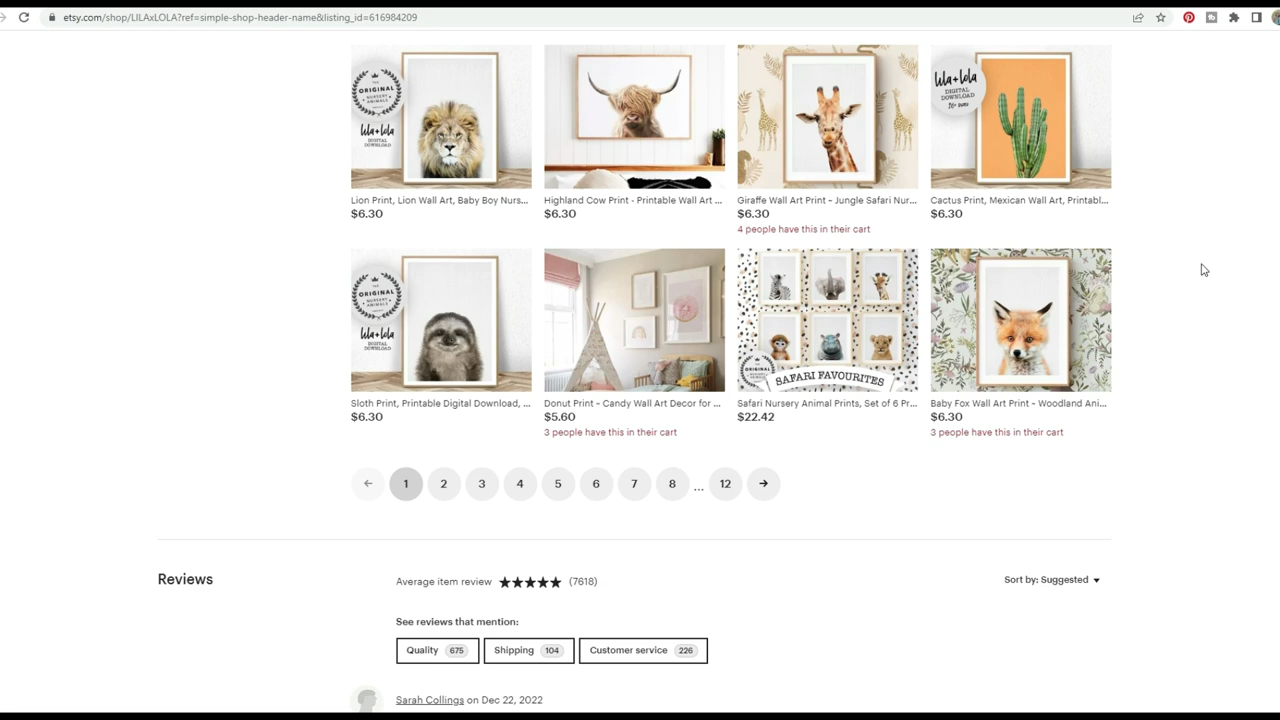 etsy.com/shop/LILAxLOLA?ref=simple-shop-header-name&listing_id=616984209
THE
ORIGINAL
NURSERY
ANIMALS
lila+lola
DIGITAL
DOWNLOAD
lila+lola
DIGITAL
DOWNLOAD
Lion Print, Lion Wall Art, Baby Boy Nurs...
Highland Cow Print - Printable Wall Art ...
Giraffe Wall Art Print - Jungle Safari Nur...
Cactus Print, Mexican Wall Art, Printabl...
$6.30
$6.30
$6.30
$6.30
4 people have this in their cart
THE
ORIGINAL
NURSERY
ANIMALS
lila+lola
DIGITAL
DOWNLOAD
ORIGINAL
SAFARI FAVOURITES
Sloth Print, Printable Digital Download, ...
Donut Print - Candy Wall Art Decor for ...
Safari Nursery Animal Prints, Set of 6 Pr...
Baby Fox Wall Art Print - Woodland Ani...
$6.30
$5.60
$22.42
$6.30
3 people have this in their cart
3 people have this in their cart
← 1 2 3 4 5 6 7 8 ... 12 →
Reviews
Average item review ★★★★★ (7618)
Sort by: Suggested
See reviews that mention:
Quality 675
Shipping 104
Customer service 226
Sarah Collings on Dec 22, 2022